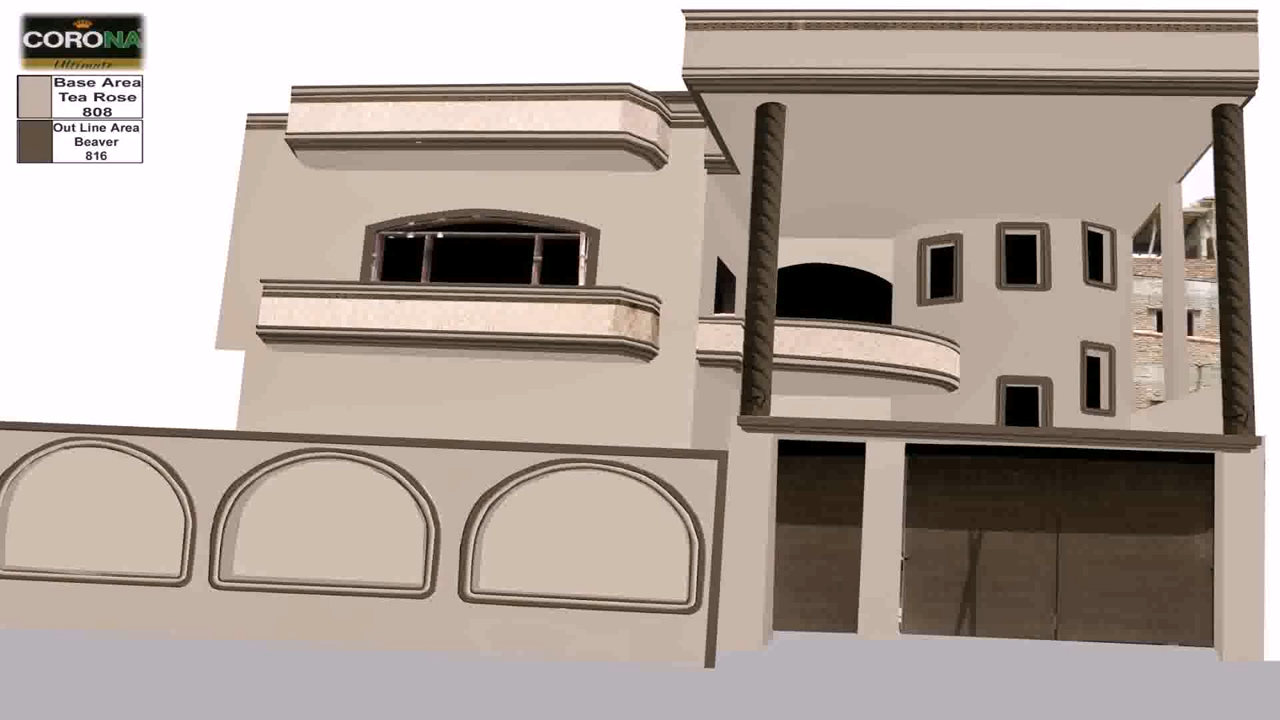 CORONA
Ultimate
Base Area
Tea Rose
808
Out Line Area
Beaver
816